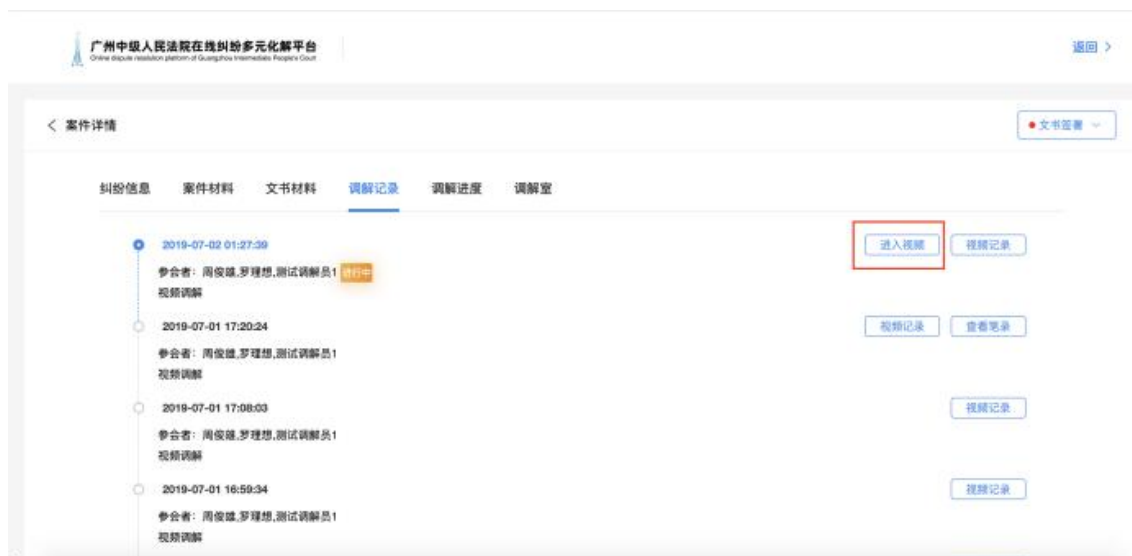 广州中级人民法院在线纠纷多元化解平台
Online dispute resolution platform of Guangzhou Intermediate People's Court
返回 >
< 案件详情
文书签署
纠纷信息 案件材料 文书材料 调解记录 调解进度 调解室
2019-07-02 01:27:39 进入视频 视频记录
参会者：周俊雄,罗理想,测试调解员1 进行中
视频调解
2019-07-01 17:20:24 视频记录 查看笔录
参会者：周俊雄,罗理想,测试调解员1
视频调解
2019-07-01 17:08:03 视频记录
参会者：周俊雄,罗理想,测试调解员1
视频调解
2019-07-01 16:59:34 视频记录
参会者：周俊雄,罗理想,测试调解员1
视频调解